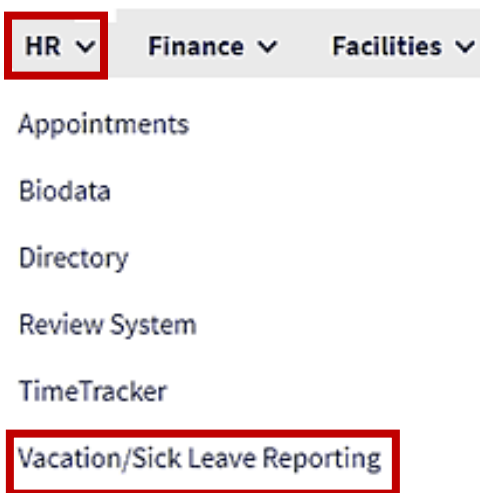 HR Finance Facilities
Appointments
Biodata
Directory
Review System
TimeTracker
Vacation/Sick Leave Reporting